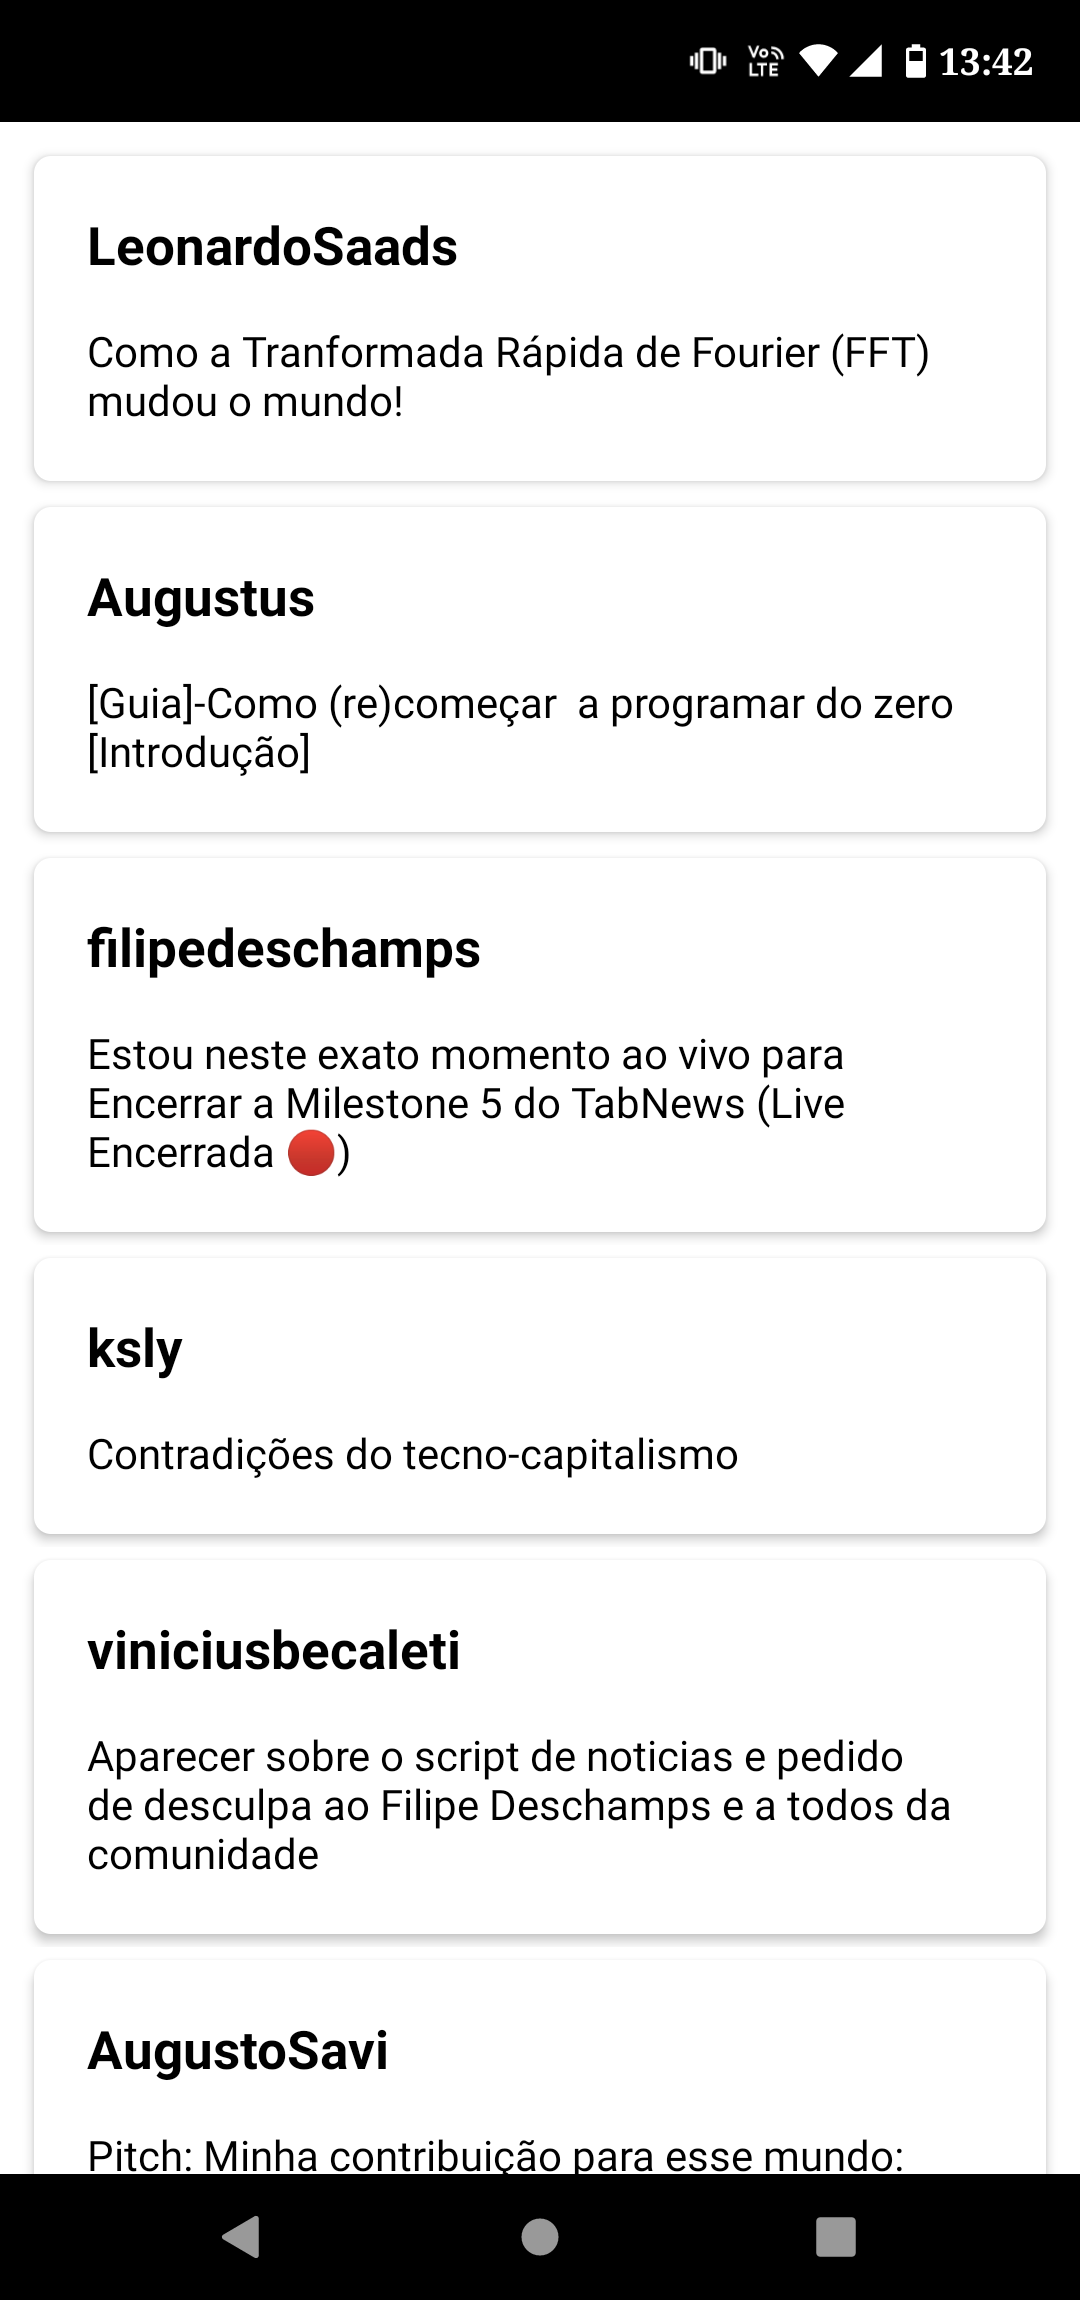 VoLTE 13:42
LeonardoSaads
Como a Tranformada Rápida de Fourier (FFT)
mudou o mundo!
Augustus
[Guia]-Como (re)começar  a programar do zero
[Introdução]
filipedeschamps
Estou neste exato momento ao vivo para
Encerrar a Milestone 5 do TabNews (Live
Encerrada 🔴)
ksly
Contradições do tecno-capitalismo
viniciusbecaleti
Aparecer sobre o script de noticias e pedido
de desculpa ao Filipe Deschamps e a todos da
comunidade
AugustoSavi
Pitch: Minha contribuição para esse mundo: